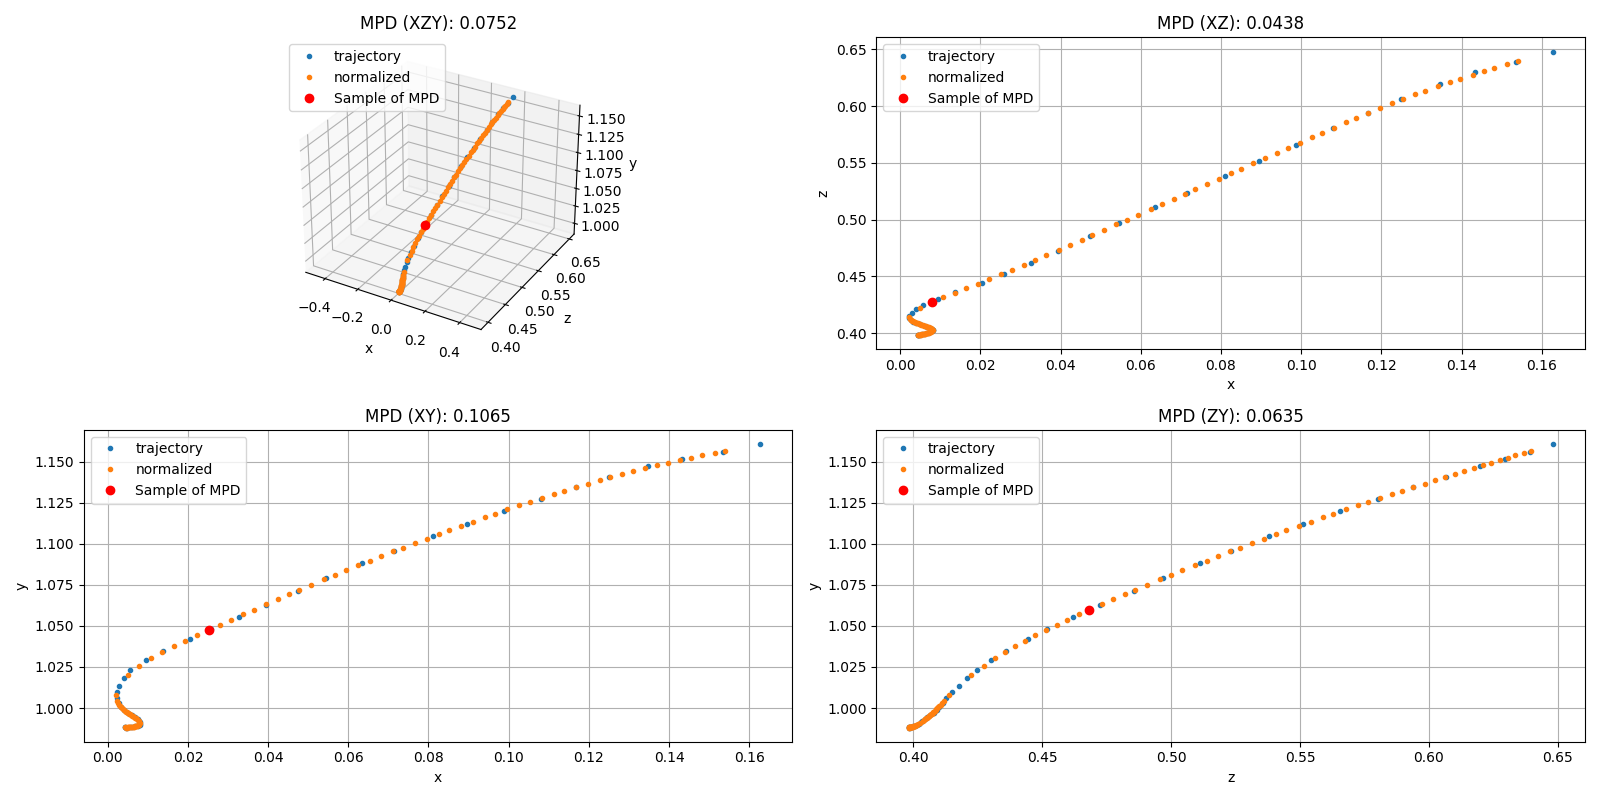 MPD (XZY): 0.0752
trajectory
normalized
Sample of MPD
1.150
1.125
1.100
1.075
1.050
1.025
1.000
y
0.65
0.60
0.55
0.50
0.45
0.40
z
−0.4
−0.2
0.0
0.2
0.4
x
MPD (XZ): 0.0438
trajectory
normalized
Sample of MPD
0.65
0.60
0.55
0.50
0.45
0.40
z
0.00 0.02 0.04 0.06 0.08 0.10 0.12 0.14 0.16
x
MPD (XY): 0.1065
trajectory
normalized
Sample of MPD
1.150
1.125
1.100
1.075
1.050
1.025
1.000
y
0.00 0.02 0.04 0.06 0.08 0.10 0.12 0.14 0.16
x
MPD (ZY): 0.0635
trajectory
normalized
Sample of MPD
1.150
1.125
1.100
1.075
1.050
1.025
1.000
y
0.40 0.45 0.50 0.55 0.60 0.65
z